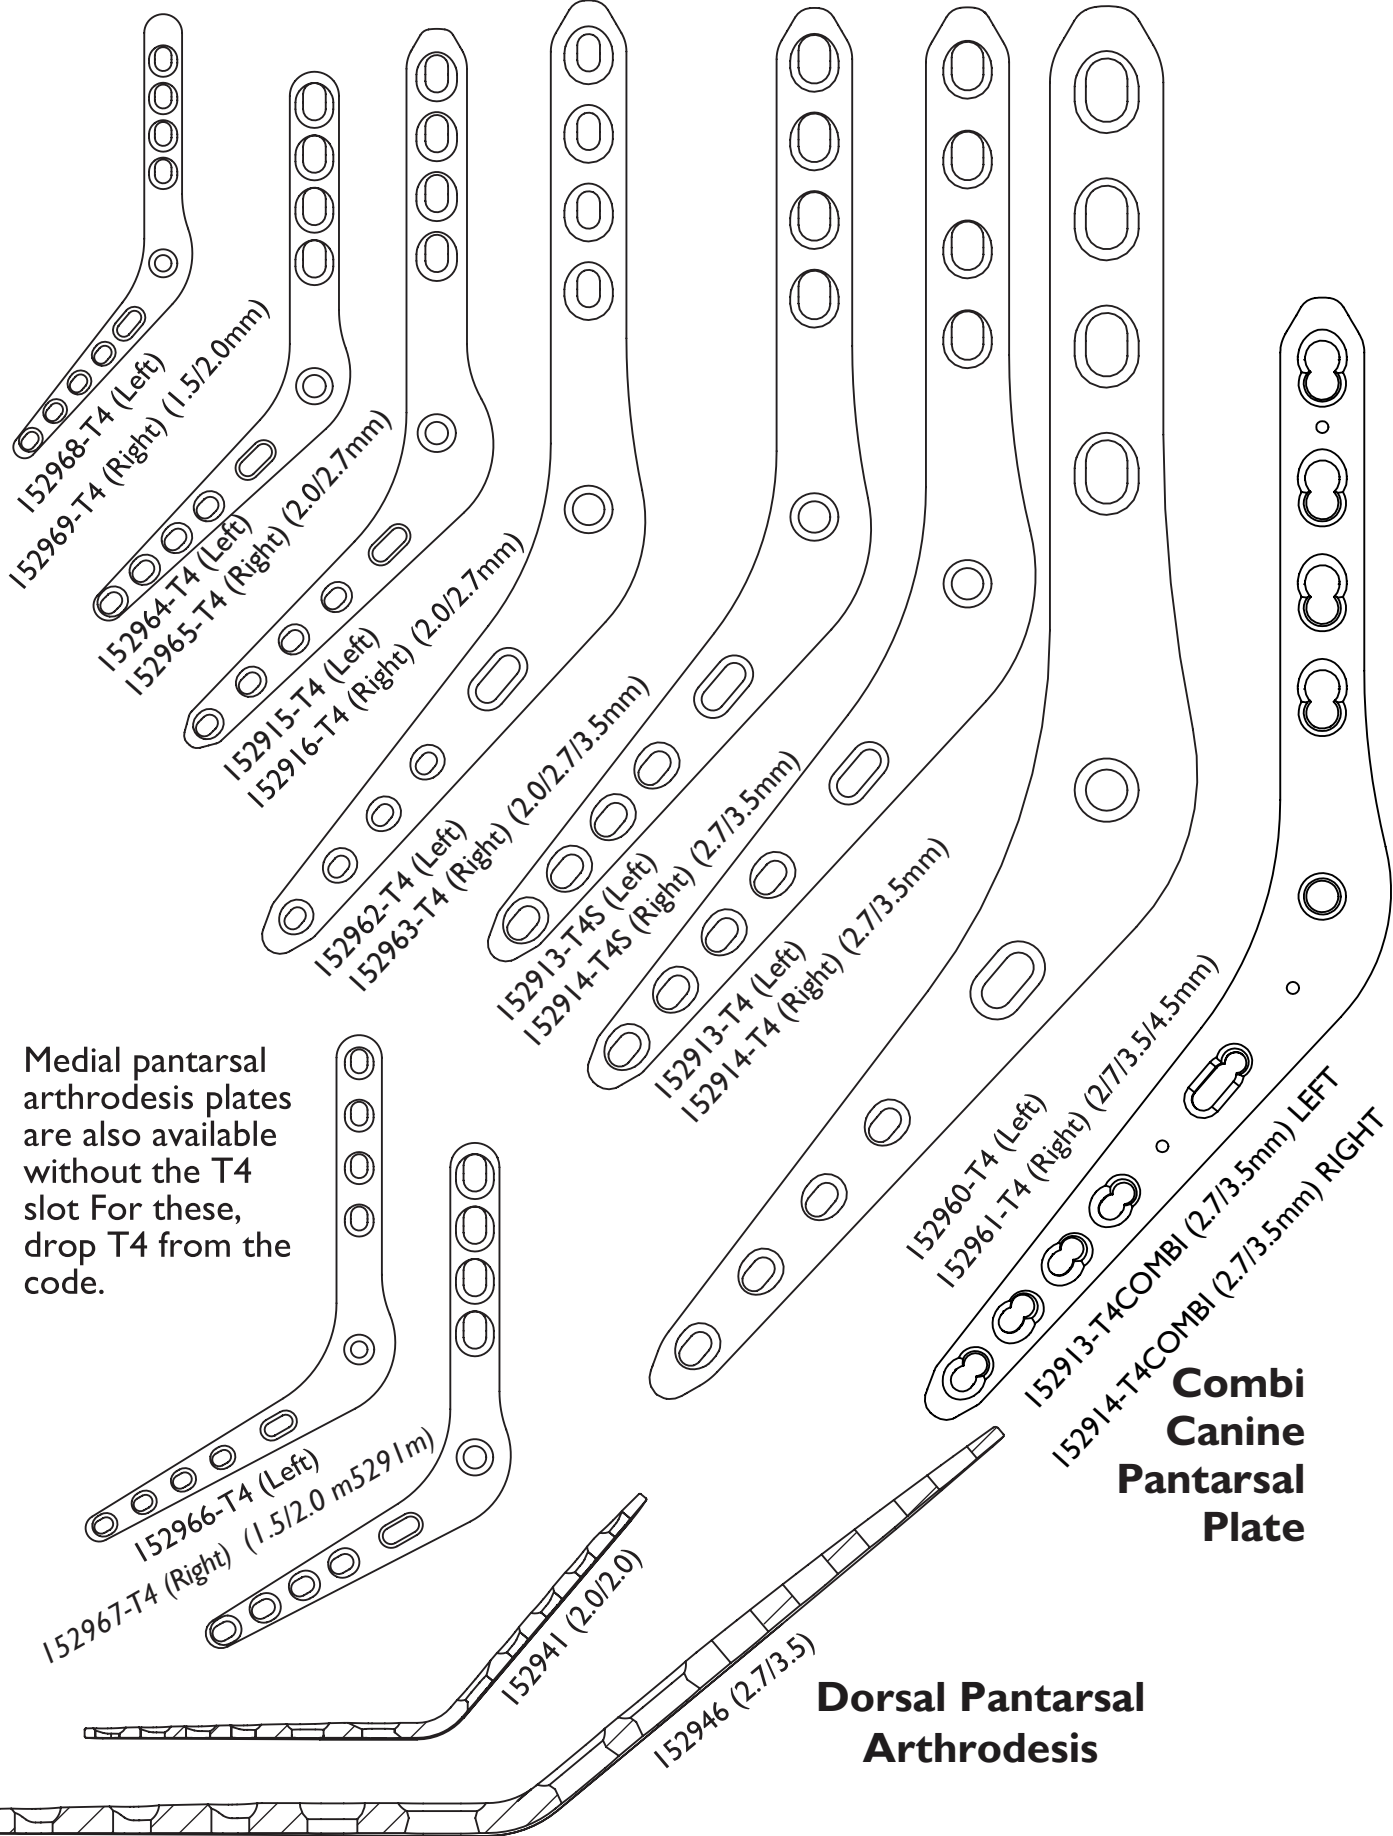 152968-T4 (Left)
152969-T4 (Right) (1.5/2.0mm)
152964-T4 (Left)
152965-T4 (Right) (2.0/2.7mm)
152915-T4 (Left)
152916-T4 (Right) (2.0/2.7mm)
152962-T4 (Left)
152963-T4 (Right) (2.0/2.7/3.5mm)
152913-T4S (Left)
152914-T4S (Right) (2.7/3.5mm)
152913-T4 (Left)
152914-T4 (Right) (2.7/3.5mm)
152960-T4 (Left)
152961-T4 (Right) (2/7/3.5/4.5mm)
152913-T4COMBI (2.7/3.5mm) LEFT
152914-T4COMBI (2.7/3.5mm) RIGHT
Combi
Canine
Pantarsal
Plate
Medial pantarsal
arthrodesis plates
are also available
without the T4
slot For these,
drop T4 from the
code.
152966-T4 (Left)
152967-T4 (Right) (1.5/2.0 m5291m)
152941 (2.0/2.0)
152946 (2.7/3.5)
Dorsal Pantarsal
Arthrodesis